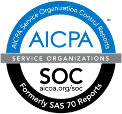 AICPA Service Organization Control Reports
AICPA
SERVICE ORGANIZATIONS
SOC
aicpa.org/soc
Formerly SAS 70 Reports